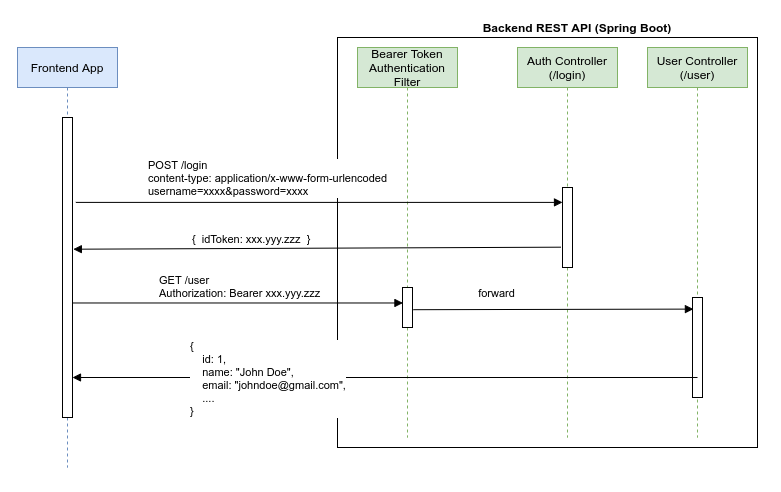 Backend REST API (Spring Boot)
Frontend App
Bearer Token
Authentication
Filter
Auth Controller
(/login)
User Controller
(/user)
POST /login
content-type: application/x-www-form-urlencoded
username=xxxx&password=xxxx
{  idToken: xxx.yyy.zzz  }
GET /user
Authorization: Bearer xxx.yyy.zzz
forward
{
id: 1,
name: "John Doe",
email: "johndoe@gmail.com",
....
}